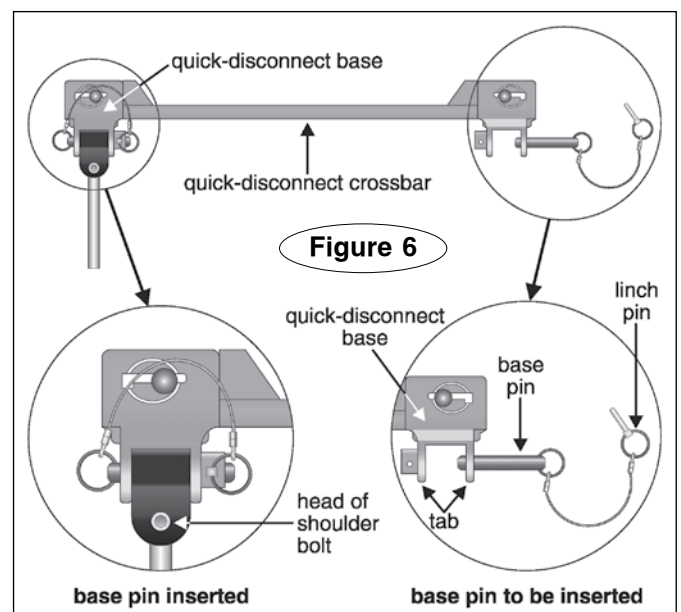 quick-disconnect base
quick-disconnect crossbar
Figure 6
quick-disconnect
base
base
pin
linch
pin
tab
head of
shoulder
bolt
base pin inserted
base pin to be inserted